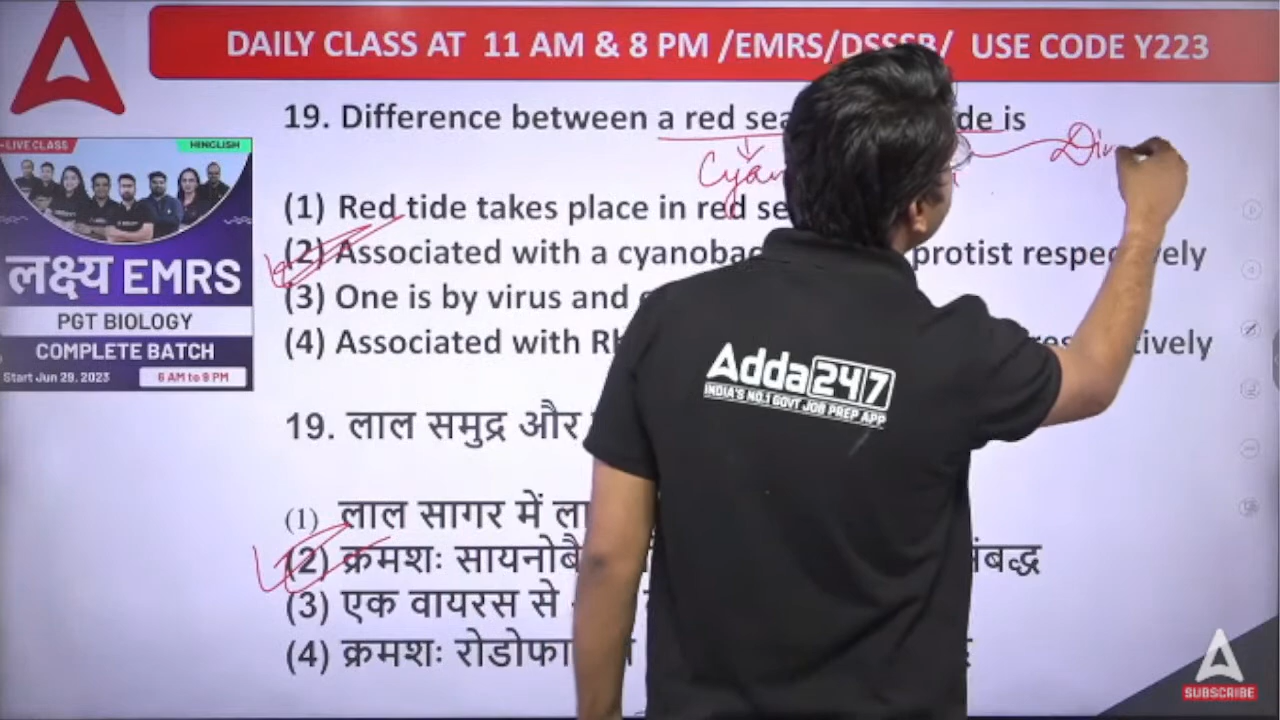 DAILY CLASS AT 11 AM & 8 PM /EMRS/DSSSB/ USE CODE Y223
19. Difference between a red sea de is
Cyan
(1) Red tide takes place in red se
(2) Associated with a cyanobac protist respectively
(3) One is by virus and
(4) Associated with Rh respectively
19. लाल समुद्र और
(1) लाल सागर में ला
(2) क्रमशः सायनोबै संबद्ध
(3) एक वायरस से
(4) क्रमशः रोडोफा
LIVE CLASS
HINGLISH
लक्ष्य EMRS
PGT BIOLOGY
COMPLETE BATCH
Start Jun 29, 2023
6 AM to 9 PM
Adda247
INDIA'S NO.1 GOVT JOB PREP APP
SUBSCRIBE